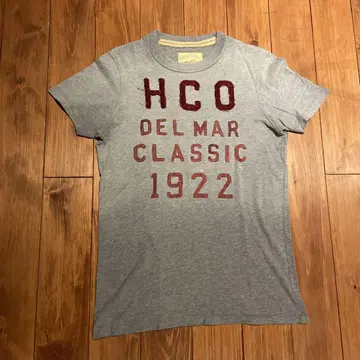 HCO
DEL MAR
CLASSIC
1922